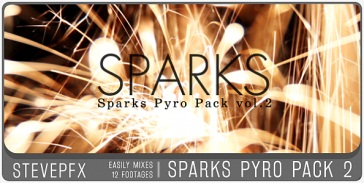 SPARKS
Sparks Pyro Pack vol.2
STEVEPFX
EASILY MIXES
12 FOOTAGES
SPARKS PYRO PACK 2